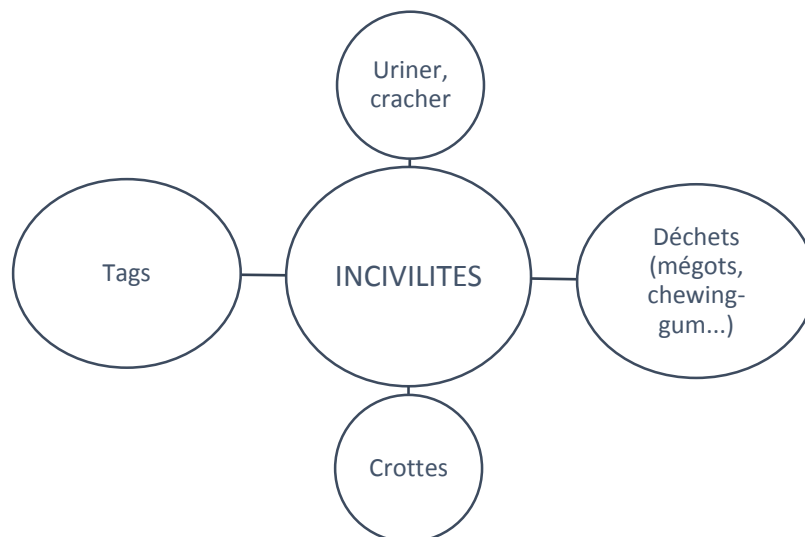 Uriner,
cracher
Tags
INCIVILITES
Déchets
(mégots,
chewing-
gum...)
Crottes